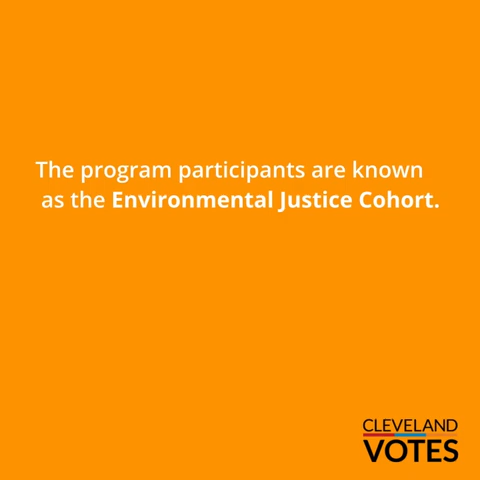 The program participants are known
as the Environmental Justice Cohort.
CLEVELAND
VOTES